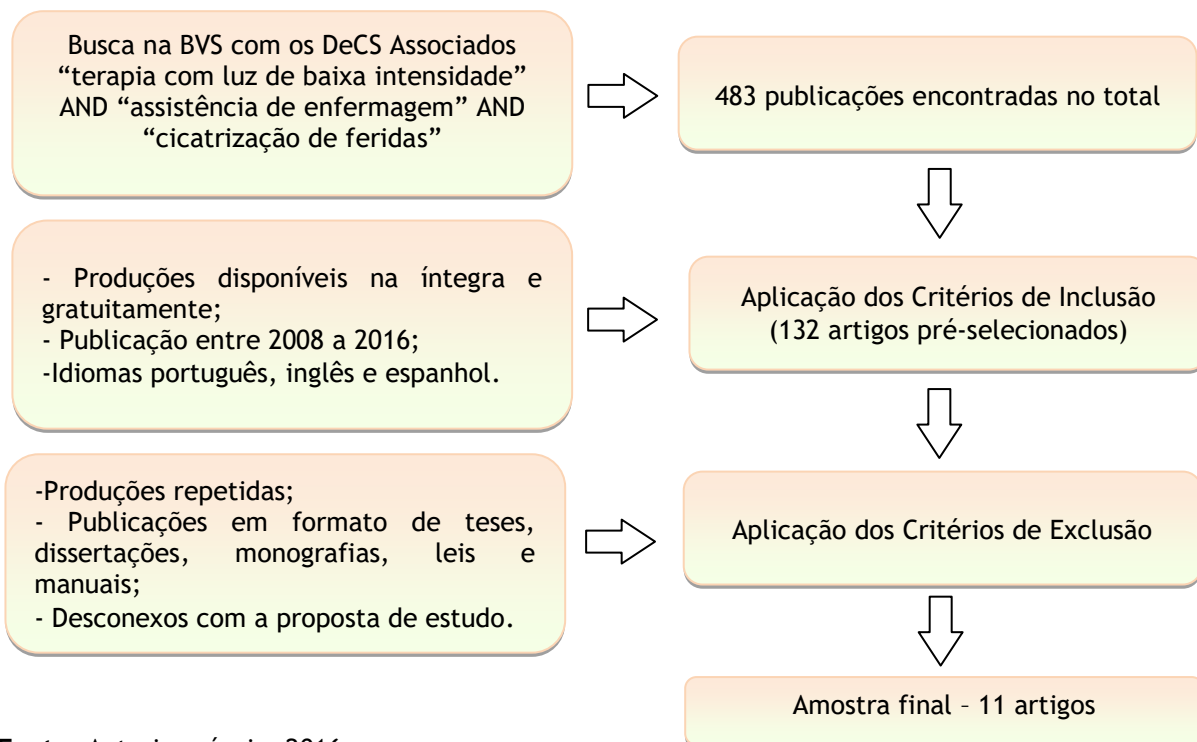 Busca na BVS com os DeCS Associados
“terapia com luz de baixa intensidade”
AND “assistência de enfermagem” AND
“cicatrização de feridas”
483 publicações encontradas no total
- Produções disponíveis na íntegra e
gratuitamente;
- Publicação entre 2008 a 2016;
-Idiomas português, inglês e espanhol.
Aplicação dos Critérios de Inclusão
(132 artigos pré-selecionados)
-Produções repetidas;
- Publicações em formato de teses,
dissertações, monografias, leis e
manuais;
- Desconexos com a proposta de estudo.
Aplicação dos Critérios de Exclusão
Amostra final – 11 artigos